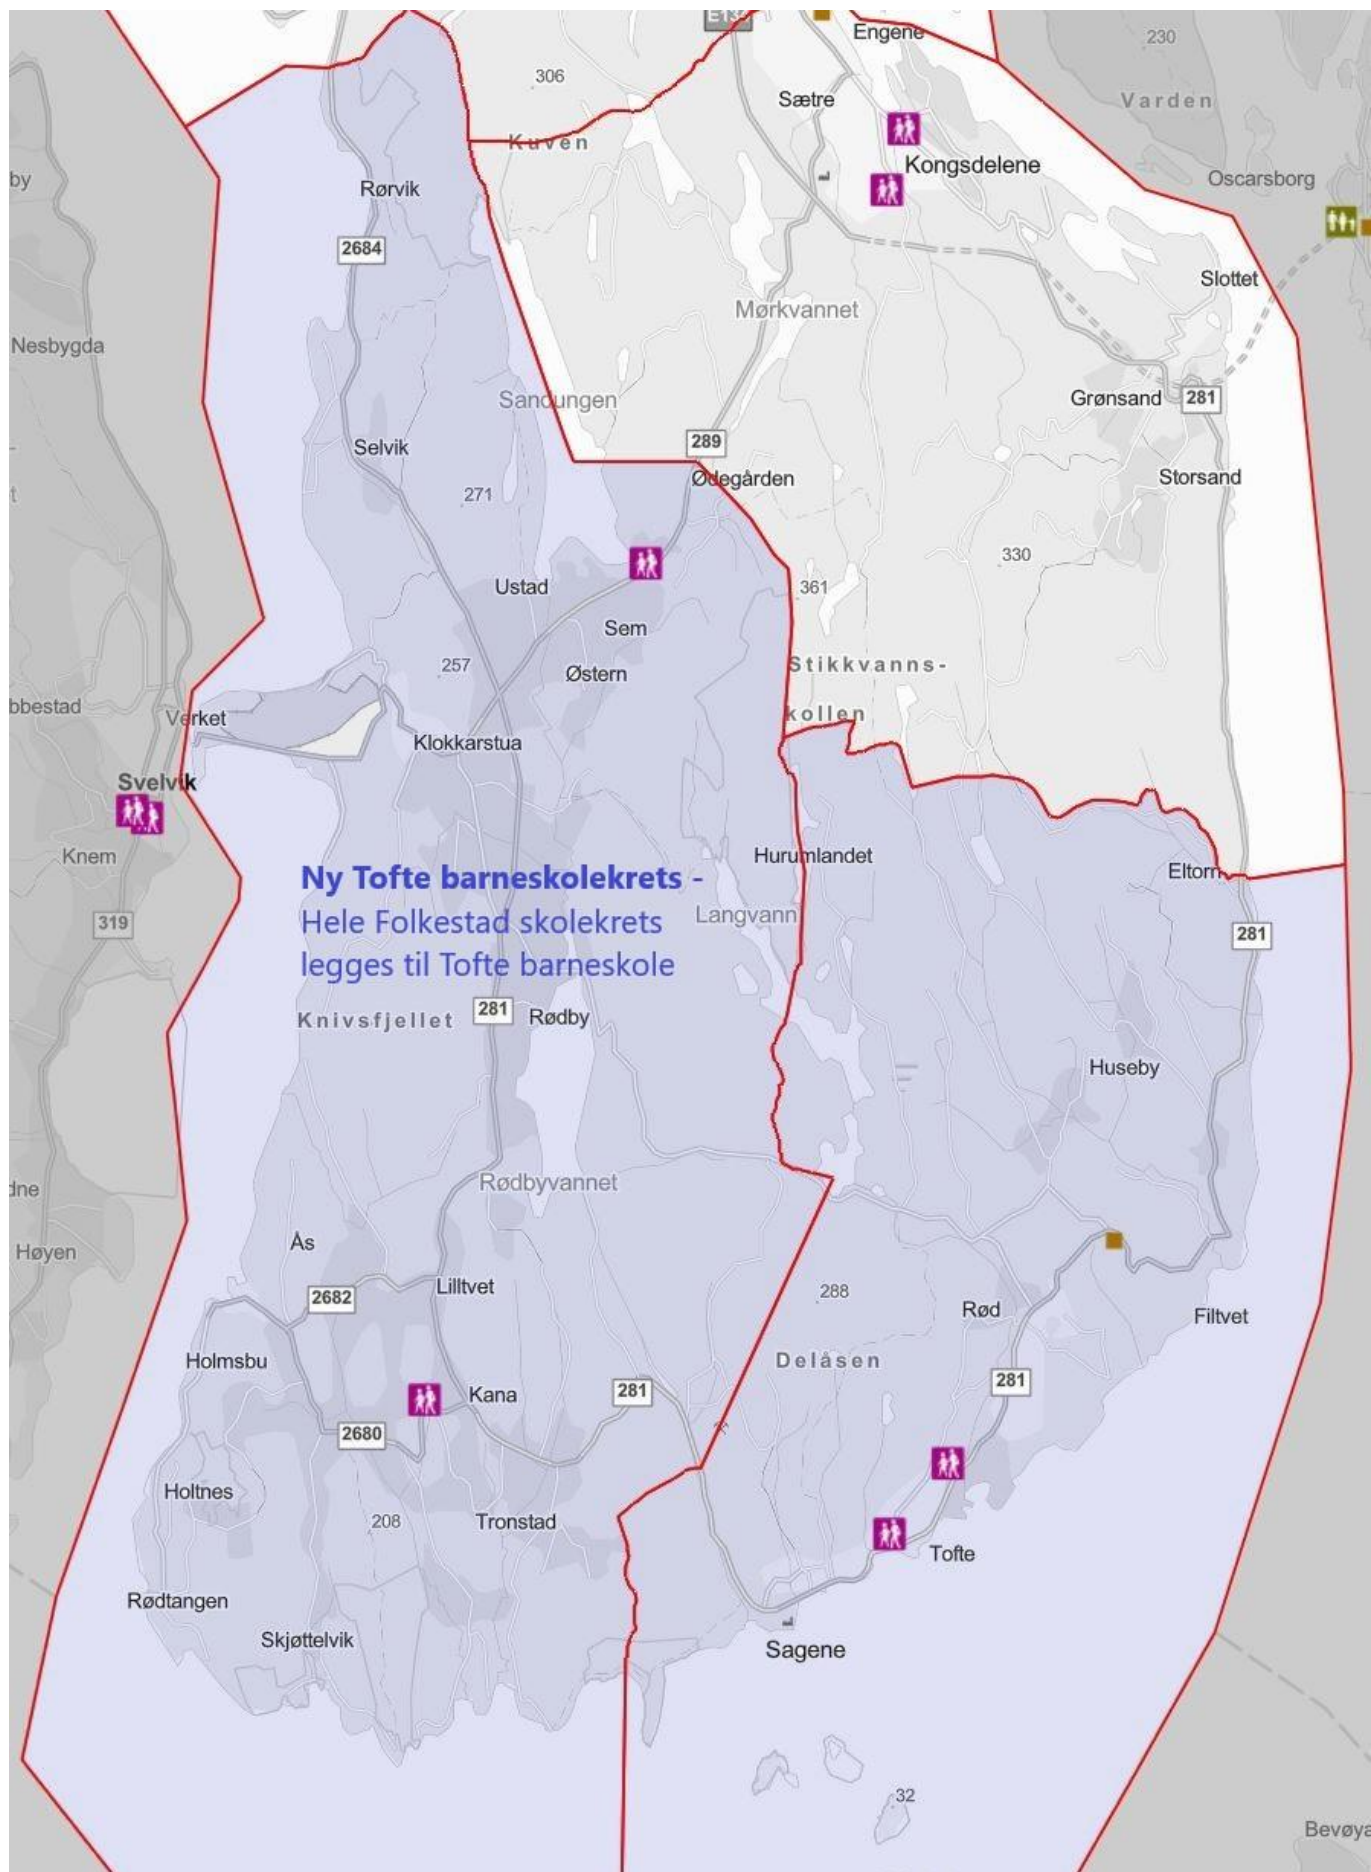 E134
Engene
230
306
Sætre
Varden
Kuven
Kongsdelene
Oscarsborg
by
Rørvik
2684
Slottet
Mørkvannet
Nesbygda
Sandungen
Grønsand
281
289
Selvik
Ødegården
Storsand
271
330
Ustad
361
Sem
257
Østern
Stikkvanns-
kollen
bbestad
Verket
Klokkarstua
Svelvik
Knem
Hurumlandet
Eltorn
Ny Tofte barneskolekrets -
Hele Folkestad skolekrets
legges til Tofte barneskole
Langvann
319
281
281
Knivsfjellet
Rødby
Huseby
Rødbyvannet
dne
Ås
Høyen
Lilltvet
2682
288
Rød
Filtvet
Holmsbu
Delåsen
281
Kana
281
2680
Holtnes
208
Tronstad
Tofte
Rødtangen
Skjøttelvik
Sagene
32
Bevøya